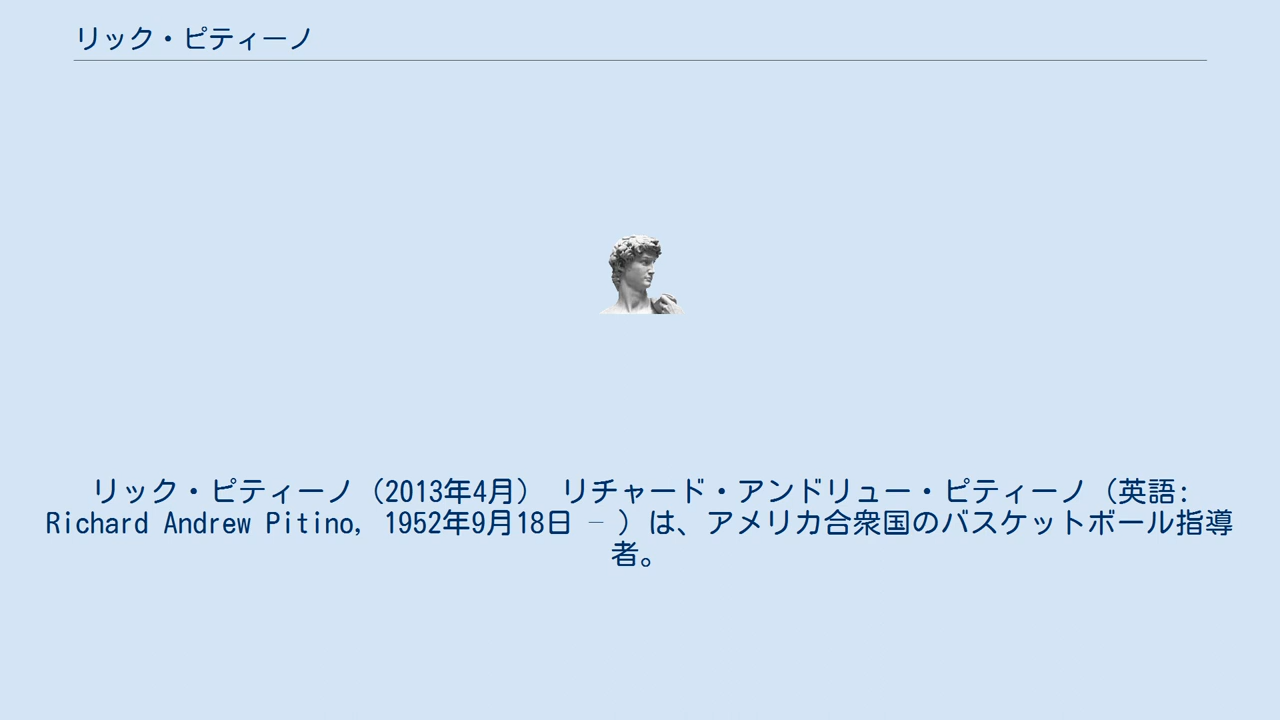 リック・ピティーノ
リック・ピティーノ（2013年4月） リチャード・アンドリュー・ピティーノ（英語:
Richard Andrew Pitino, 1952年9月18日 – ）は、アメリカ合衆国のバスケットボール指導
者。